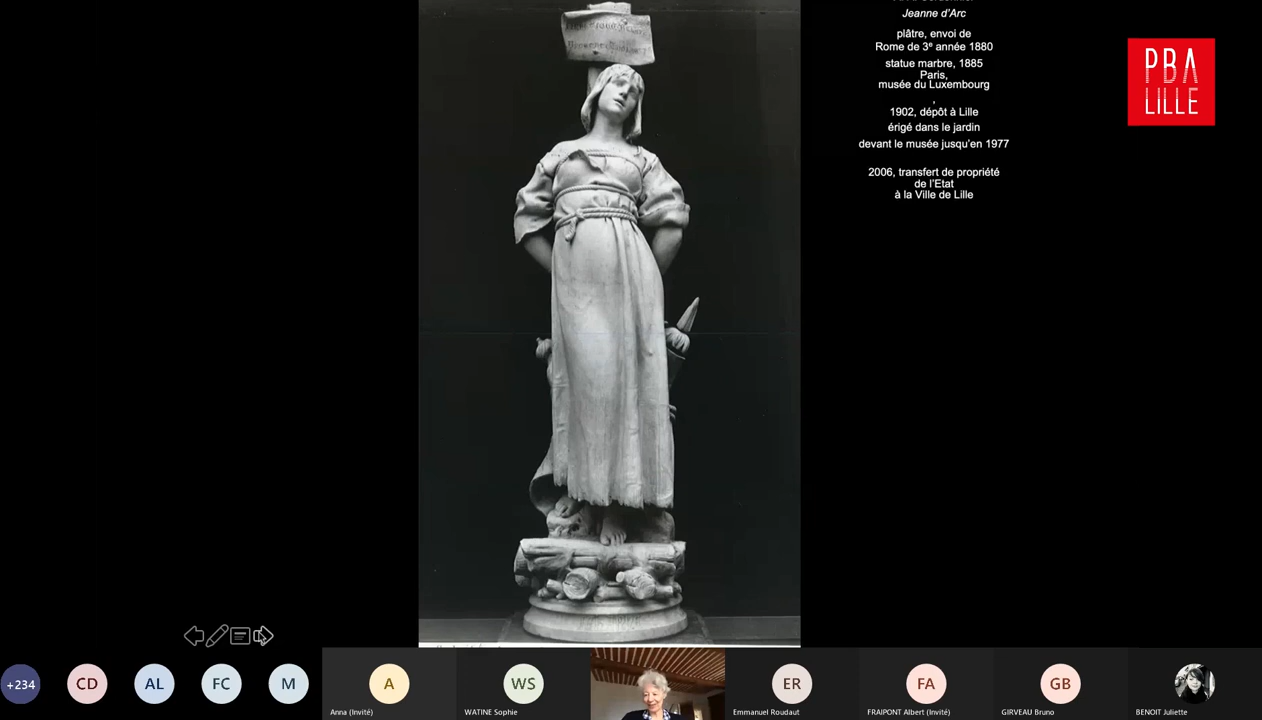 Jeanne d'Arc
plâtre, envoi de
Rome de 3e année 1880
statue marbre, 1885
Paris,
musée du Luxembourg
,
1902, dépôt à Lille
érigé dans le jardin
devant le musée jusqu'en 1977
2006, transfert de propriété
de l'Etat
à la Ville de Lille
PBA
LILLE
+234
CD
AL
FC
M
A
WS
ER
FA
GB
Anna (Invité)
WATINE Sophie
Emmanuel Roudaut
FRAIPONT Albert (Invité)
GIRVEAU Bruno
BENOIT Juliette